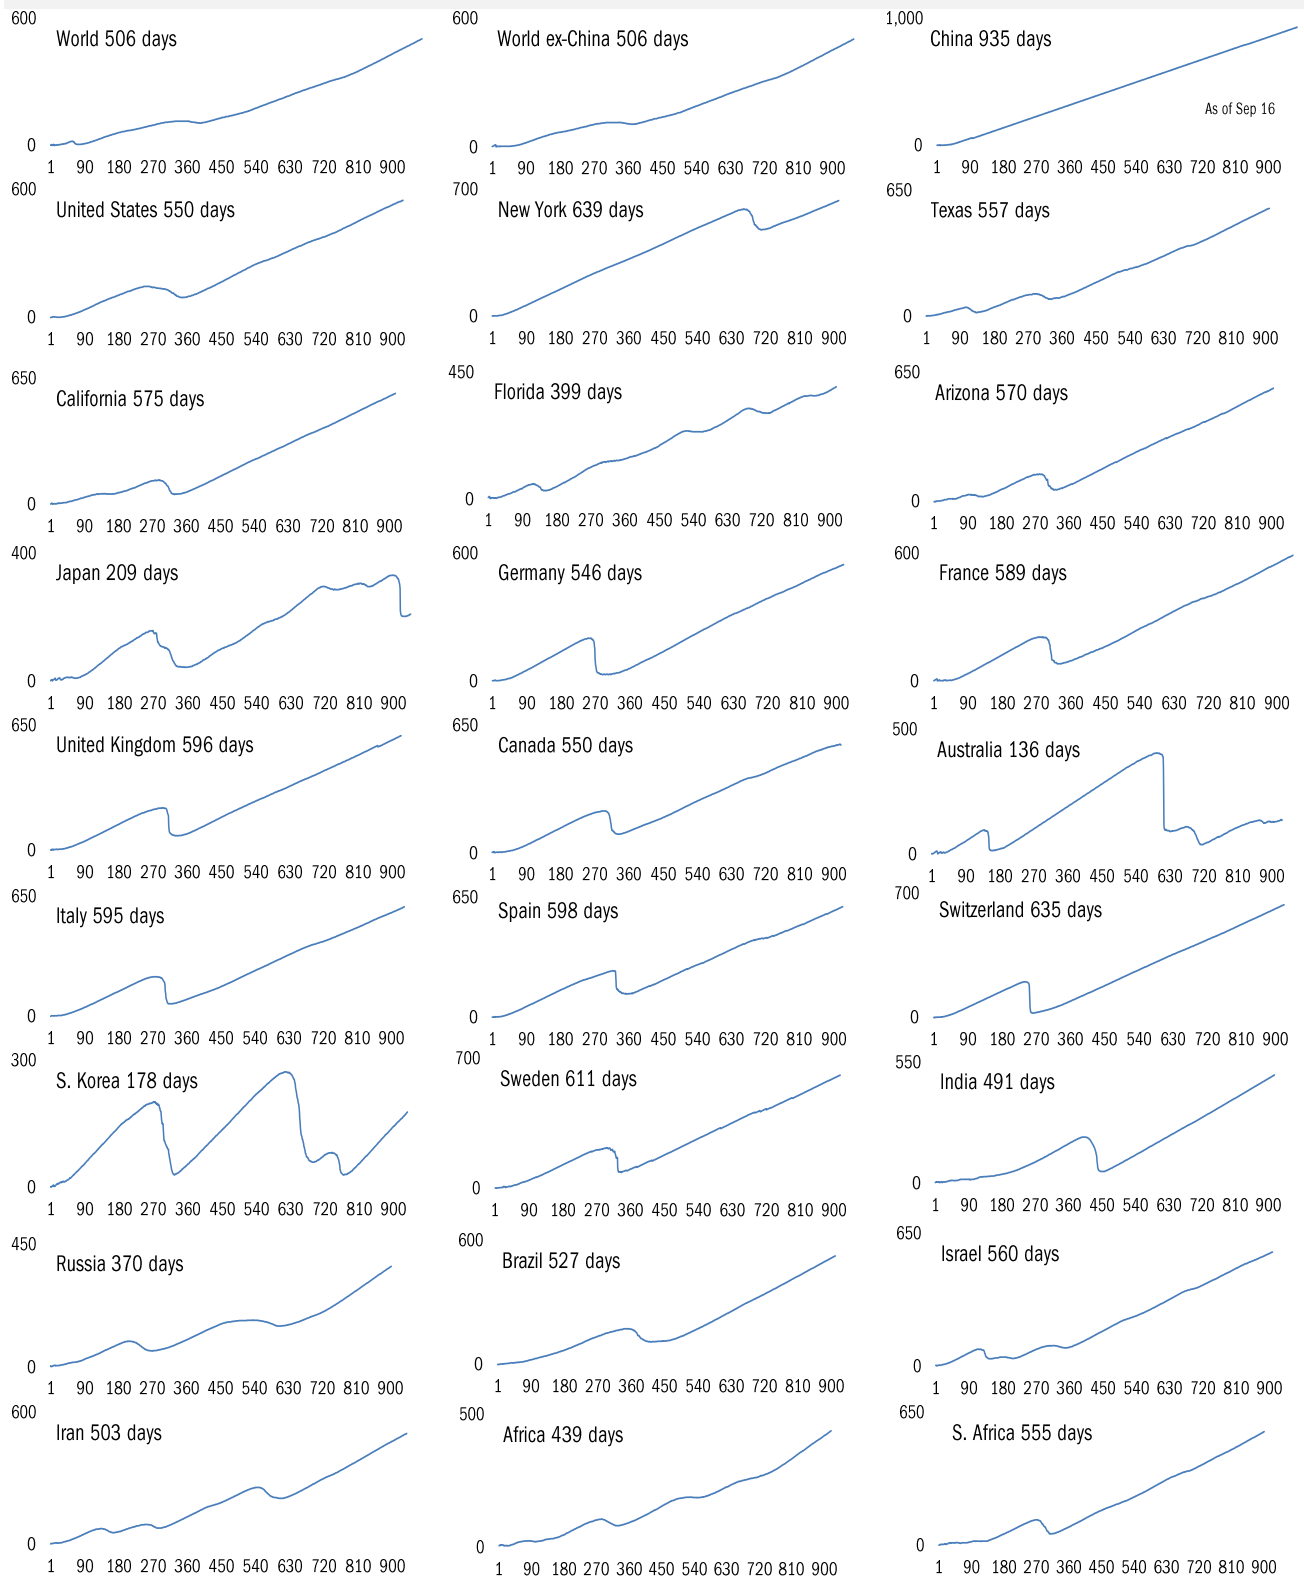 600 600 1,000
World 506 days World ex-China 506 days China 935 days
As of Sep 16
0 0 0
1 90 180 270 360 450 540 630 720 810 900 1 90 180 270 360 450 540 630 720 810 900 1 90 180 270 360 450 540 630 720 810 900
600 700 650
United States 550 days New York 639 days Texas 557 days
0 0 0
1 90 180 270 360 450 540 630 720 810 900 1 90 180 270 360 450 540 630 720 810 900 1 90 180 270 360 450 540 630 720 810 900
650 450 650
California 575 days Florida 399 days Arizona 570 days
0 0 0
1 90 180 270 360 450 540 630 720 810 900 1 90 180 270 360 450 540 630 720 810 900 1 90 180 270 360 450 540 630 720 810 900
400 600 600
Japan 209 days Germany 546 days France 589 days
0 0 0
1 90 180 270 360 450 540 630 720 810 900 1 90 180 270 360 450 540 630 720 810 900 1 90 180 270 360 450 540 630 720 810 900
650 650 500
United Kingdom 596 days Canada 550 days Australia 136 days
0 0 0
1 90 180 270 360 450 540 630 720 810 900 1 90 180 270 360 450 540 630 720 810 900 1 90 180 270 360 450 540 630 720 810 900
650 650 700
Italy 595 days Spain 598 days Switzerland 635 days
0 0 0
1 90 180 270 360 450 540 630 720 810 900 1 90 180 270 360 450 540 630 720 810 900 1 90 180 270 360 450 540 630 720 810 900
300 700 550
S. Korea 178 days Sweden 611 days India 491 days
0 0 0
1 90 180 270 360 450 540 630 720 810 900 1 90 180 270 360 450 540 630 720 810 900 1 90 180 270 360 450 540 630 720 810 900
450 600 650
Russia 370 days Brazil 527 days Israel 560 days
0 0 0
1 90 180 270 360 450 540 630 720 810 900 1 90 180 270 360 450 540 630 720 810 900 1 90 180 270 360 450 540 630 720 810 900
600 500 650
Iran 503 days Africa 439 days S. Africa 555 days
0 0 0
1 90 180 270 360 450 540 630 720 810 900 1 90 180 270 360 450 540 630 720 810 900 1 90 180 270 360 450 540 630 720 810 900